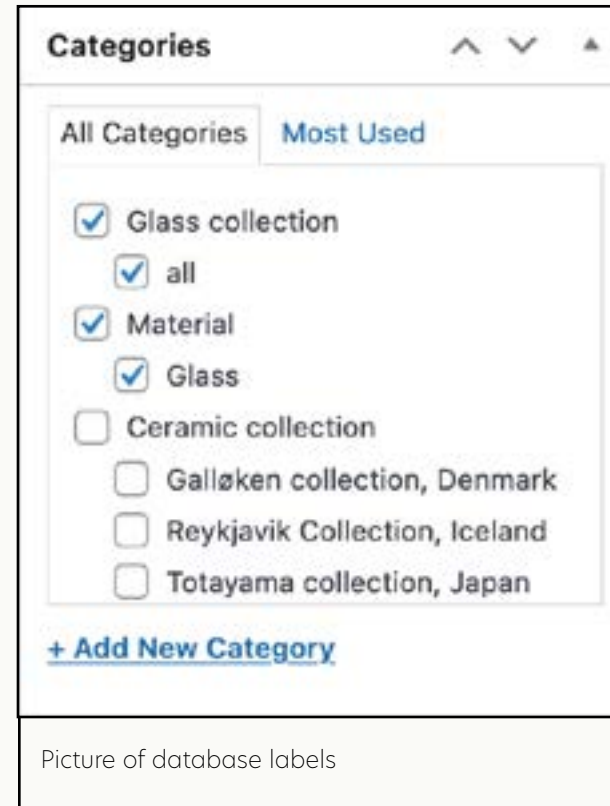 Categories
All Categories Most Used
Glass collection
all
Material
Glass
Ceramic collection
Galløken collection, Denmark
Reykjavik Collection, Iceland
Totayama collection, Japan
+ Add New Category
Picture of database labels